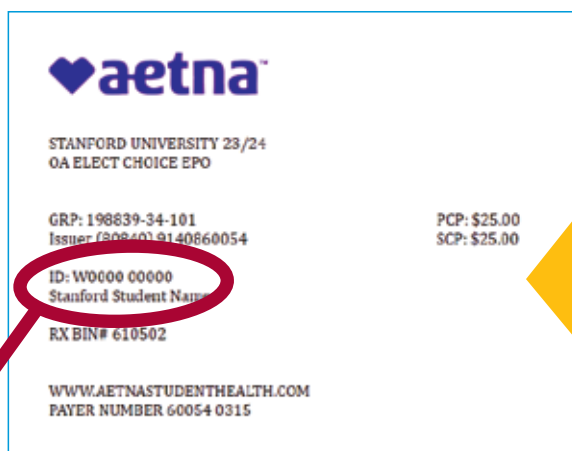 aetna™
STANFORD UNIVERSITY 23/24
OA ELECT CHOICE EPO
GRP: 198839-34-101 PCP: $25.00
Issuer (80840) 9140860054 SCP: $25.00
ID: W0000 00000
Stanford Student Name
RX BIN# 610502
WWW.AETNASTUDENTHEALTH.COM
PAYER NUMBER 60054 0315